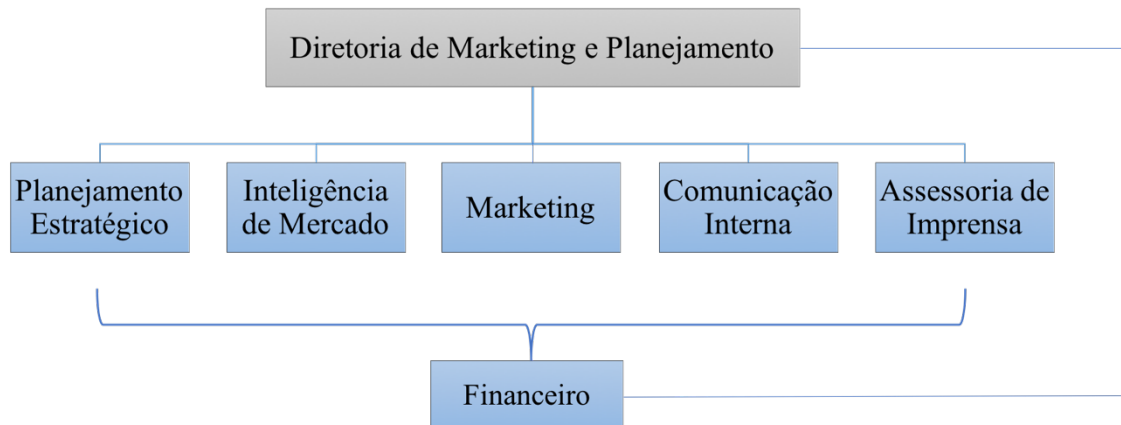 Diretoria de Marketing e Planejamento
Planejamento
Estratégico
Inteligência
de Mercado
Marketing
Comunicação
Interna
Assessoria de
Imprensa
Financeiro